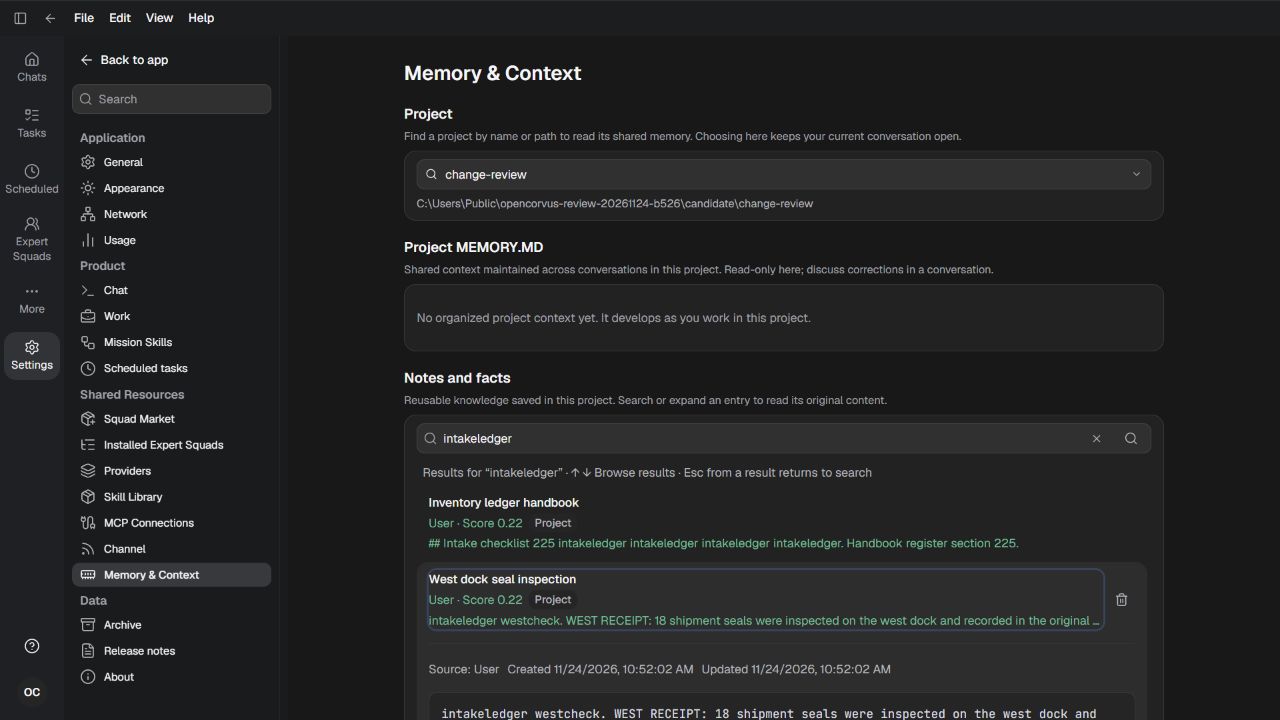 File Edit View Help
Chats
Tasks
Scheduled
Expert
Squads
More
Settings
OC
Back to app
Search
Application
General
Appearance
Network
Usage
Product
Chat
Work
Mission Skills
Scheduled tasks
Shared Resources
Squad Market
Installed Expert Squads
Providers
Skill Library
MCP Connections
Channel
Memory & Context
Data
Archive
Release notes
About
Memory & Context
Project
Find a project by name or path to read its shared memory. Choosing here keeps your current conversation open.
change-review
C:\Users\Public\opencorvus-review-20261124-b526\candidate\change-review
Project MEMORY.MD
Shared context maintained across conversations in this project. Read-only here; discuss corrections in a conversation.
No organized project context yet. It develops as you work in this project.
Notes and facts
Reusable knowledge saved in this project. Search or expand an entry to read its original content.
intakeledger
Results for “intakeledger” · ↑ ↓ Browse results · Esc from a result returns to search
Inventory ledger handbook
User · Score 0.22 Project
## Intake checklist 225 intakeledger intakeledger intakeledger intakeledger. Handbook register section 225.
West dock seal inspection
User · Score 0.22 Project
intakeledger westcheck. WEST RECEIPT: 18 shipment seals were inspected on the west dock and recorded in the original ...
Source: User Created 11/24/2026, 10:52:02 AM Updated 11/24/2026, 10:52:02 AM
intakeledger westcheck. WEST RECEIPT: 18 shipment seals were inspected on the west dock and